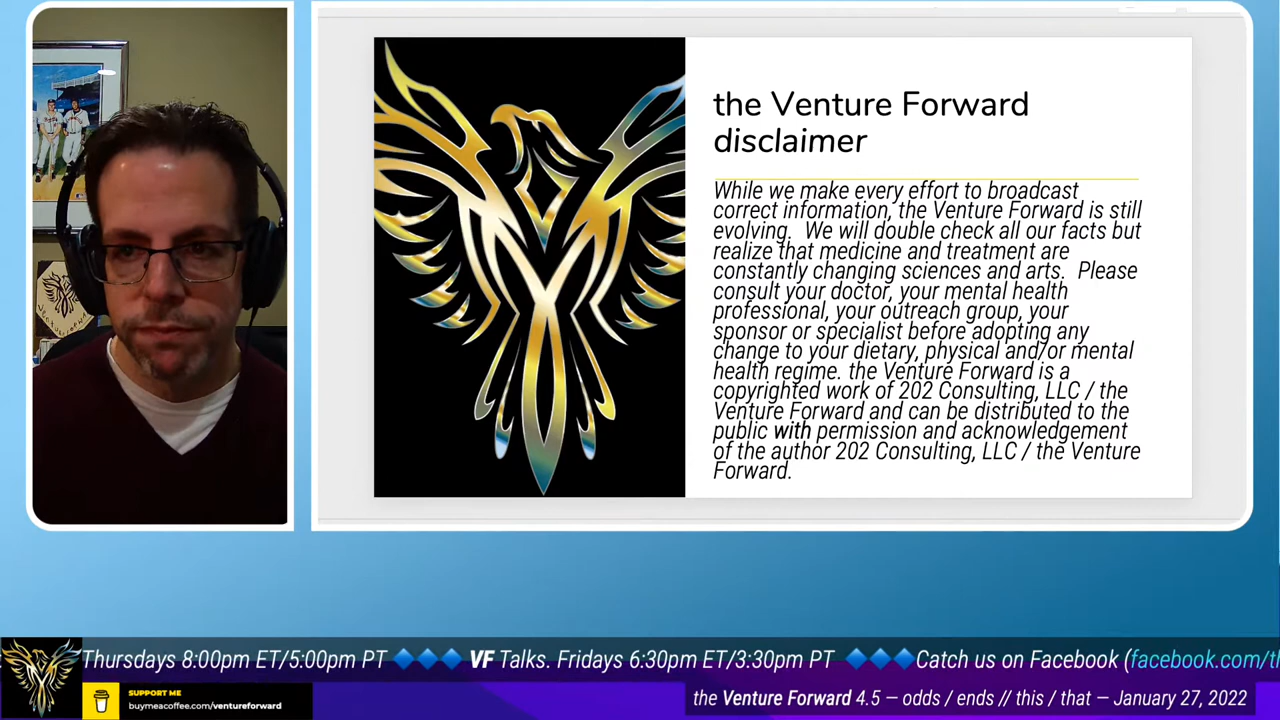 the Venture Forward
disclaimer
While we make every effort to broadcast
correct information, the Venture Forward is still
evolving.  We will double check all our facts but
realize that medicine and treatment are
constantly changing sciences and arts.  Please
consult your doctor, your mental health
professional, your outreach group, your
sponsor or specialist before adopting any
change to your dietary, physical and/or mental
health regime. the Venture Forward is a
copyrighted work of 202 Consulting, LLC / the
Venture Forward and can be distributed to the
public with permission and acknowledgement
of the author 202 Consulting, LLC / the Venture
Forward.
Thursdays 8:00pm ET/5:00pm PT 🔷🔷🔷 VF Talks. Fridays 6:30pm ET/3:30pm PT 🔷🔷🔷Catch us on Facebook (facebook.com/th
SUPPORT ME
buymeacoffee.com/ventureforward
the Venture Forward 4.5 — odds / ends // this / that — January 27, 2022